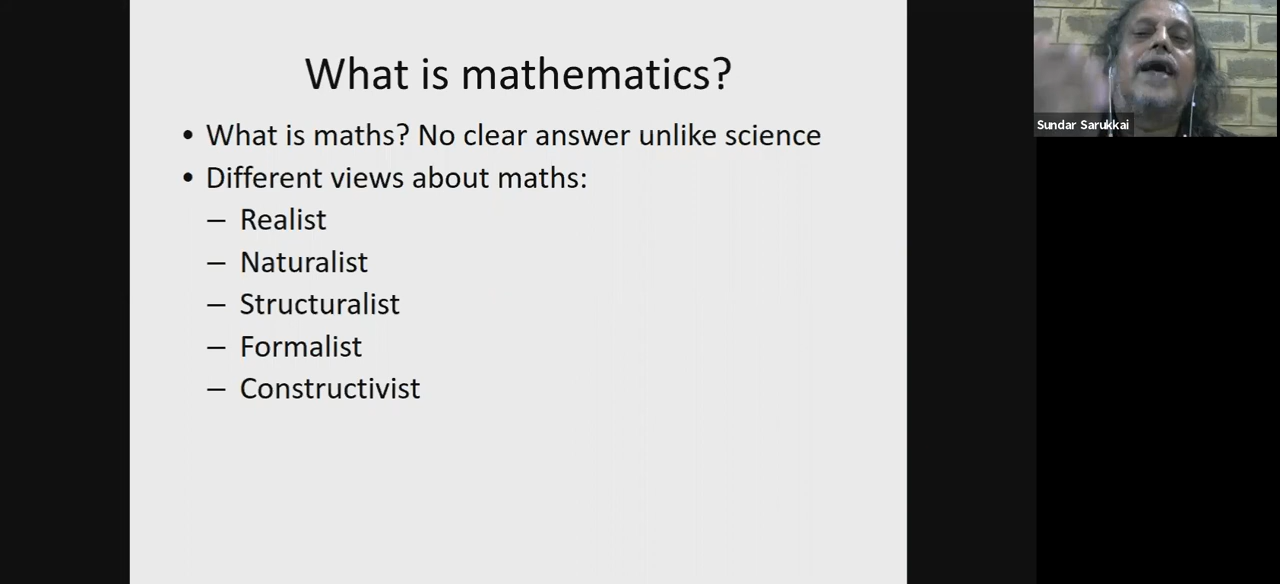 What is mathematics?
• What is maths? No clear answer unlike science
• Different views about maths:
– Realist
– Naturalist
– Structuralist
– Formalist
– Constructivist
Sundar Sarukkai